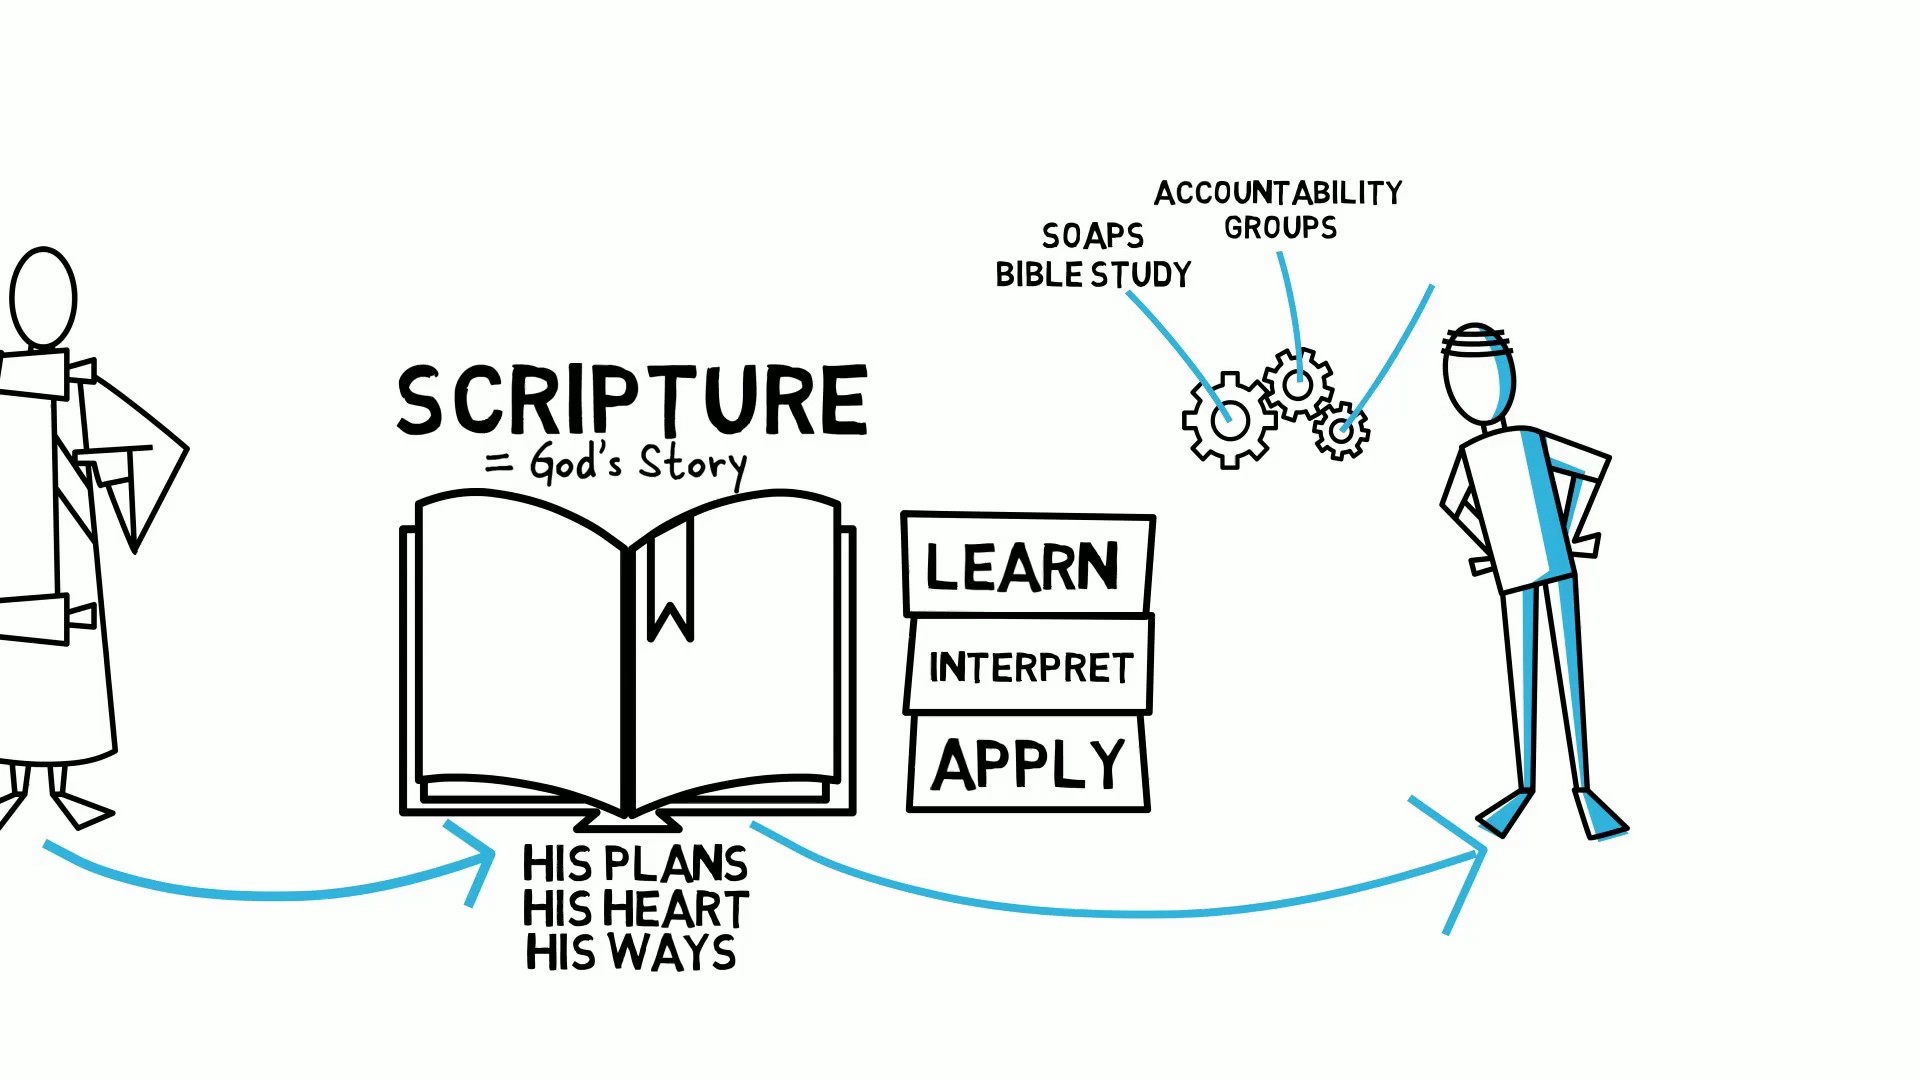 ACCOUNTABILITY
GROUPS
SOAPS
BIBLE STUDY
SCRIPTURE
= God's Story
LEARN
INTERPRET
APPLY
HIS PLANS
HIS HEART
HIS WAYS